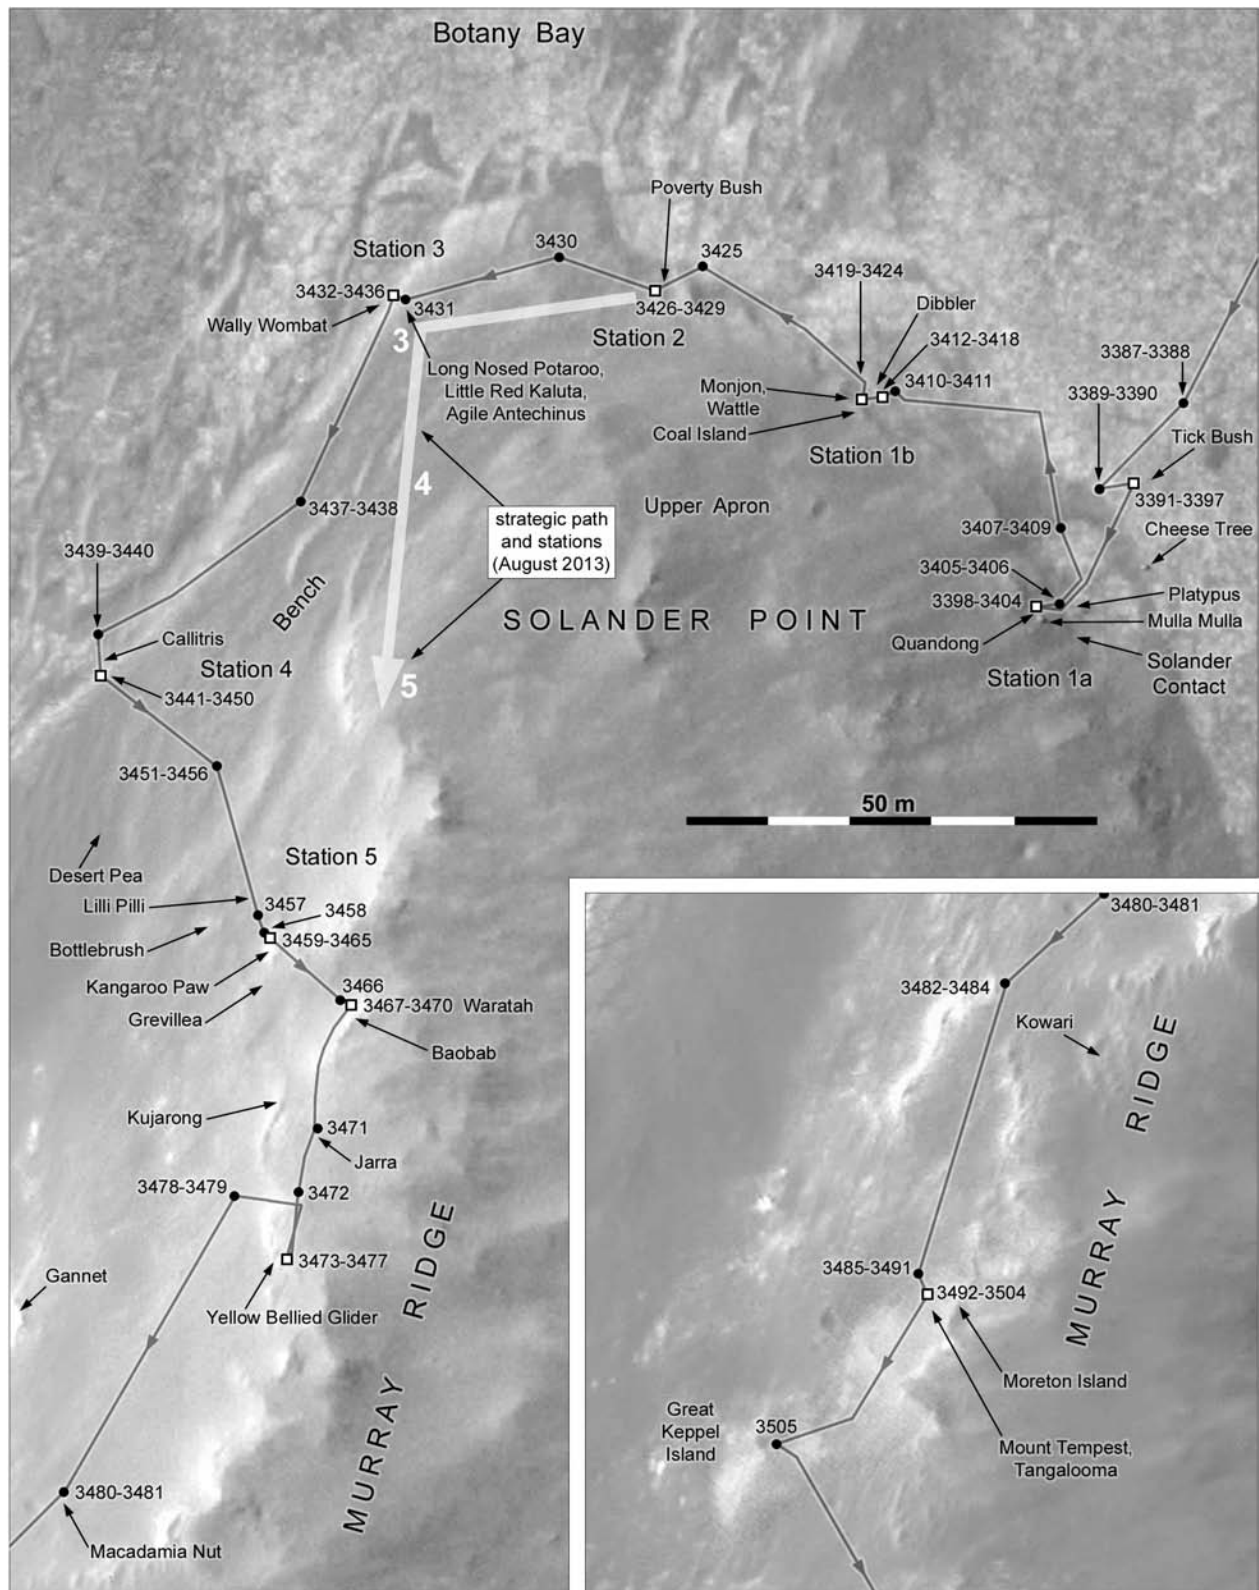 Botany Bay
Poverty Bush
Station 3
3430
3425
3419-3424
Dibbler
3432-3436
3431
Wally Wombat
3426-3429
3412-3418
3
Station 2
3387-3388
Long Nosed Potaroo,
Little Red Kaluta,
Agile Antechinus
Monjon,
Wattle
3410-3411
3389-3390
Coal Island
Tick Bush
Station 1b
4
3391-3397
3437-3438
Upper Apron
strategic path
and stations
(August 2013)
3407-3409
Cheese Tree
3439-3440
3405-3406
Bench
3398-3404
Platypus
SOLANDER POINT
Mulla Mulla
Callitris
Quandong
Station 4
Solander
Contact
5
Station 1a
3441-3450
3451-3456
50 m
Station 5
Desert Pea
Lilli Pilli
3457
3458
Bottlebrush
3459-3465
Kangaroo Paw
3466
3467-3470 Waratah
Grevillea
Baobab
Kujarong
3471
Jarra
3478-3479
3472
3473-3477
Gannet
Yellow Bellied Glider
MURRAY RIDGE
3480-3481
Macadamia Nut
3480-3481
3482-3484
Kowari
MURRAY RIDGE
3485-3491
3492-3504
Moreton Island
Great
Keppel
Island
3505
Mount Tempest,
Tangalooma